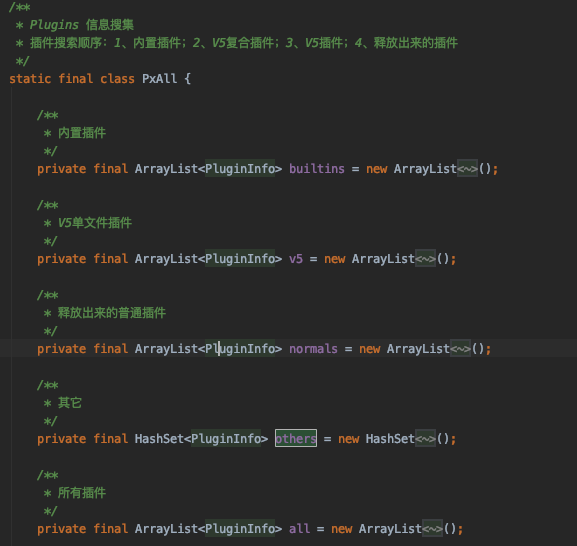 /**
 * Plugins 信息搜集
 * 插件搜索顺序：1、内置插件；2、V5复合插件；3、V5插件；4、释放出来的插件
 */
static final class PxAll {
/**
 * 内置插件
 */
private final ArrayList<PluginInfo> builtins = new ArrayList<~>();
/**
 * V5单文件插件
 */
private final ArrayList<PluginInfo> v5 = new ArrayList<~>();
/**
 * 释放出来的普通插件
 */
private final ArrayList<PluginInfo> normals = new ArrayList<~>();
/**
 * 其它
 */
private final HashSet<PluginInfo> others = new HashSet<~>();
/**
 * 所有插件
 */
private final ArrayList<PluginInfo> all = new ArrayList<~>();